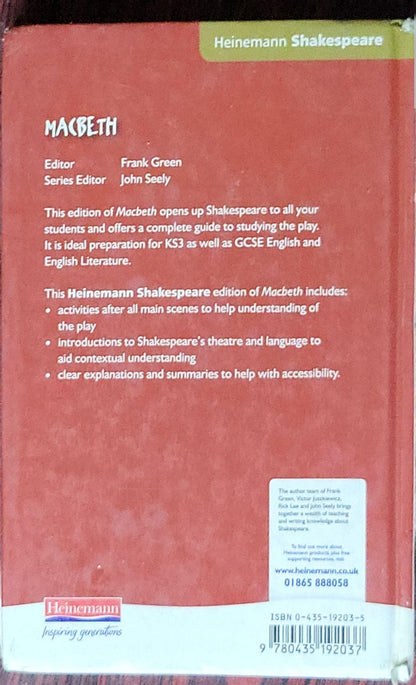 Heinemann Shakespeare
MACBETH
Editor Frank Green
Series Editor John Seely
This edition of Macbeth opens up Shakespeare to all your
students and offers a complete guide to studying the play.
It is ideal preparation for KS3 as well as GCSE English and
English Literature.
This Heinemann Shakespeare edition of Macbeth includes:
• activities after all main scenes to help understanding of
the play
• introductions to Shakespeare's theatre and language to
aid contextual understanding
• clear explanations and summaries to help with accessibility.
The author team of Frank
Green, Victor Juszkiewicz,
Rick Lee and John Seely brings
together a wealth of teaching
and writing knowledge about
Shakespeare.
To find out more about
Heinemann products, plus free
supporting resources, visit
www.heinemann.co.uk
01865 888058
Heinemann
Inspiring generations
ISBN 0-435-19203-5
9 780435 192037